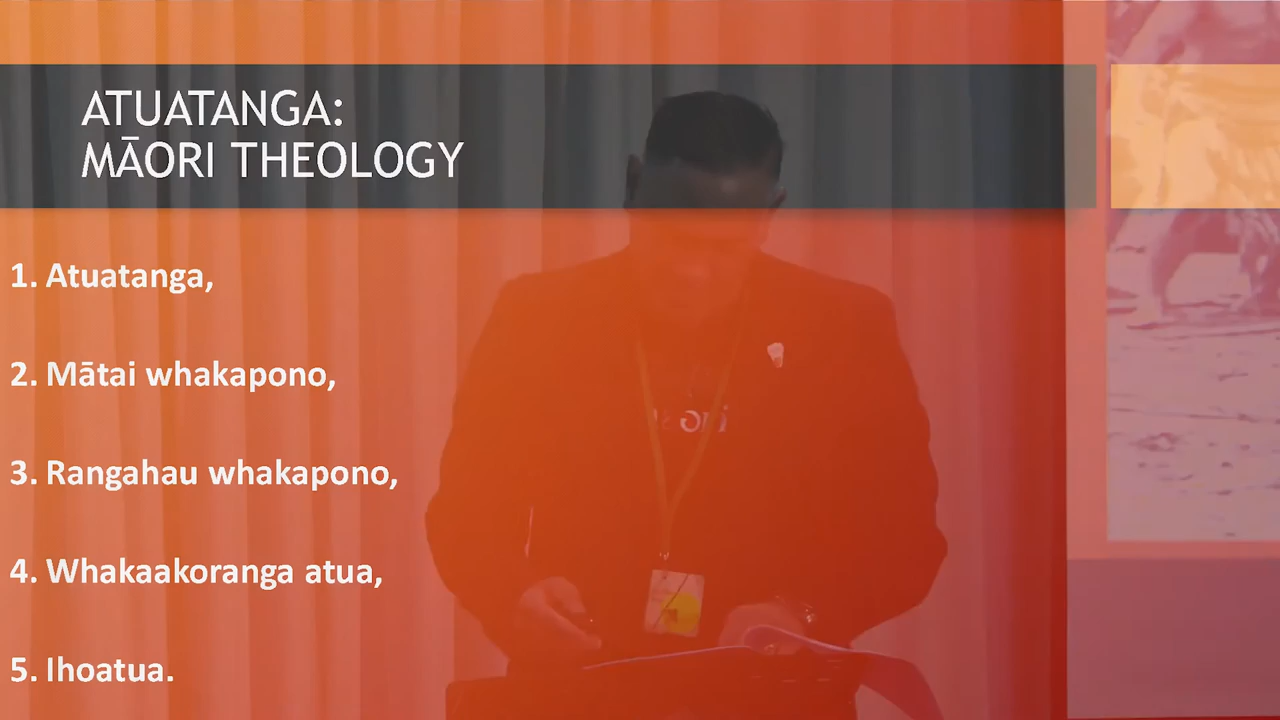 ATUATANGA:
MĀORI THEOLOGY
1. Atuatanga,
2. Mātai whakapono,
3. Rangahau whakapono,
4. Whakaakoranga atua,
5. Ihoatua.